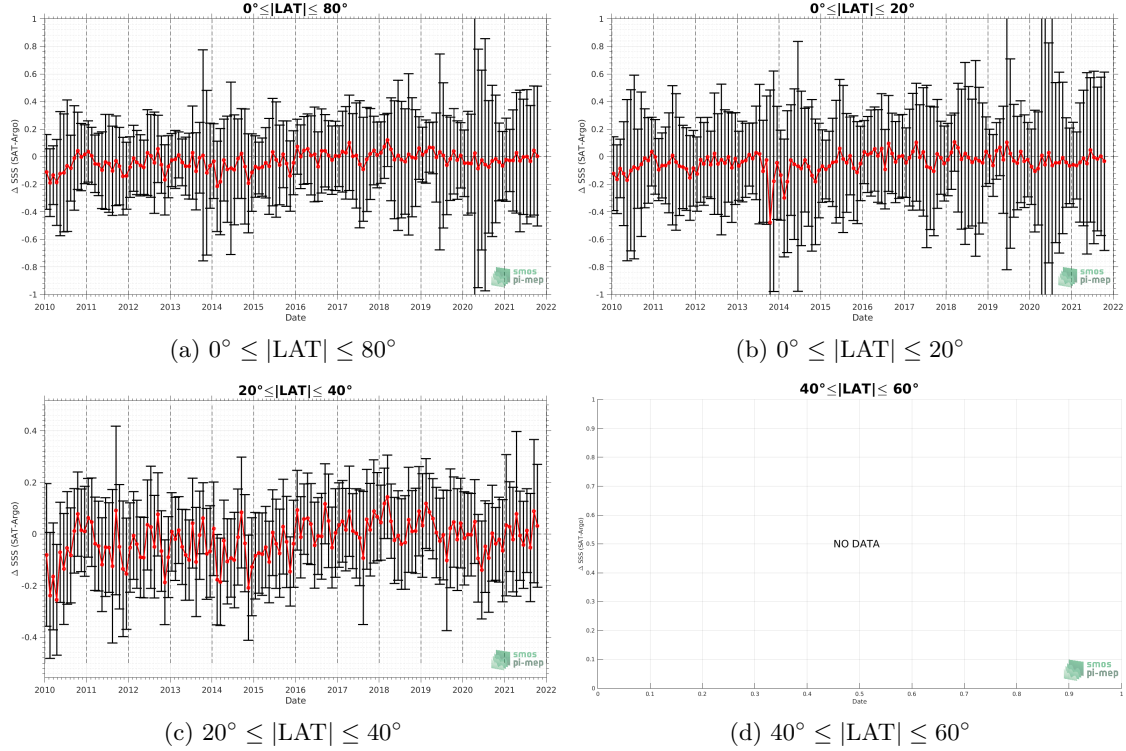 0°≤|LAT|≤ 80°
Δ SSS (SAT-Argo)
1
0.8
0.6
0.4
0.2
0
-0.2
-0.4
-0.6
-0.8
-1
2010 2011 2012 2013 2014 2015 2016 2017 2018 2019 2020 2021 2022
Date
smos
pi-mep
(a) 0° ≤ |LAT| ≤ 80°
0°≤|LAT|≤ 20°
Δ SSS (SAT-Argo)
1
0.8
0.6
0.4
0.2
0
-0.2
-0.4
-0.6
-0.8
-1
2010 2011 2012 2013 2014 2015 2016 2017 2018 2019 2020 2021 2022
Date
smos
pi-mep
(b) 0° ≤ |LAT| ≤ 20°
20°≤|LAT|≤ 40°
Δ SSS (SAT-Argo)
0.4
0.2
0
-0.2
-0.4
2010 2011 2012 2013 2014 2015 2016 2017 2018 2019 2020 2021 2022
Date
smos
pi-mep
(c) 20° ≤ |LAT| ≤ 40°
40°≤|LAT|≤ 60°
Δ SSS (SAT-Argo)
1
0.9
0.8
0.7
0.6
0.5
0.4
0.3
0.2
0.1
0
NO DATA
0 0.1 0.2 0.3 0.4 0.5 0.6 0.7 0.8 0.9 1
Date
smos
pi-mep
(d) 40° ≤ |LAT| ≤ 60°